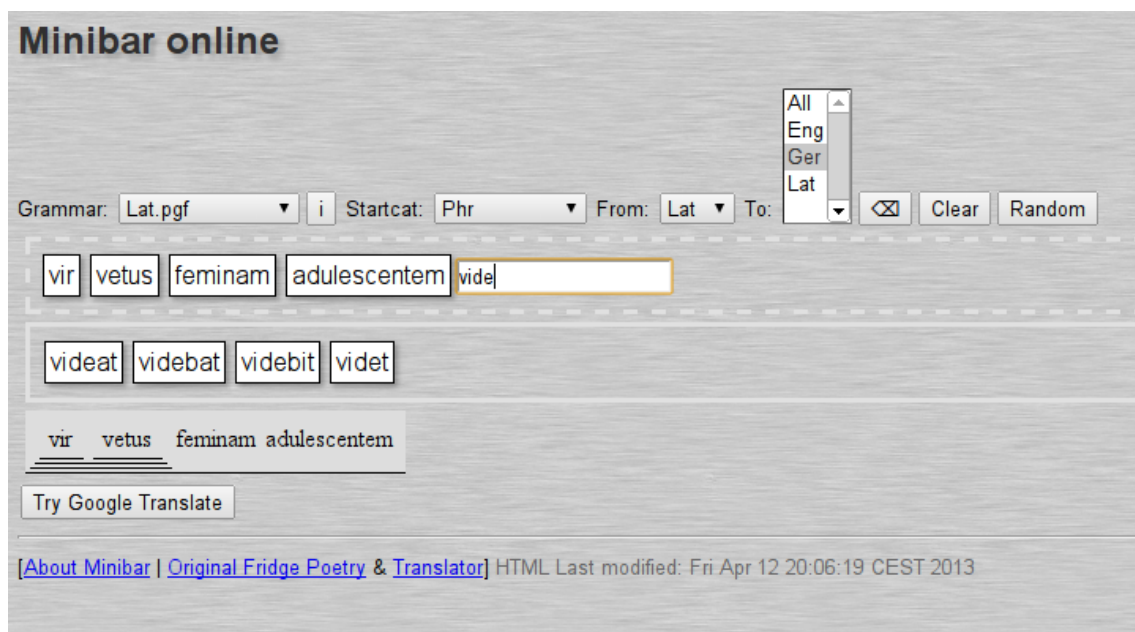 Minibar online
All
Eng
Ger
Lat
Grammar: Lat.pgf i Startcat: Phr From: Lat To: ⌫ Clear Random
vir vetus feminam adulescentem vide
videat videbat videbit videt
vir vetus feminam adulescentem
Try Google Translate
[About Minibar | Original Fridge Poetry & Translator] HTML Last modified: Fri Apr 12 20:06:19 CEST 2013